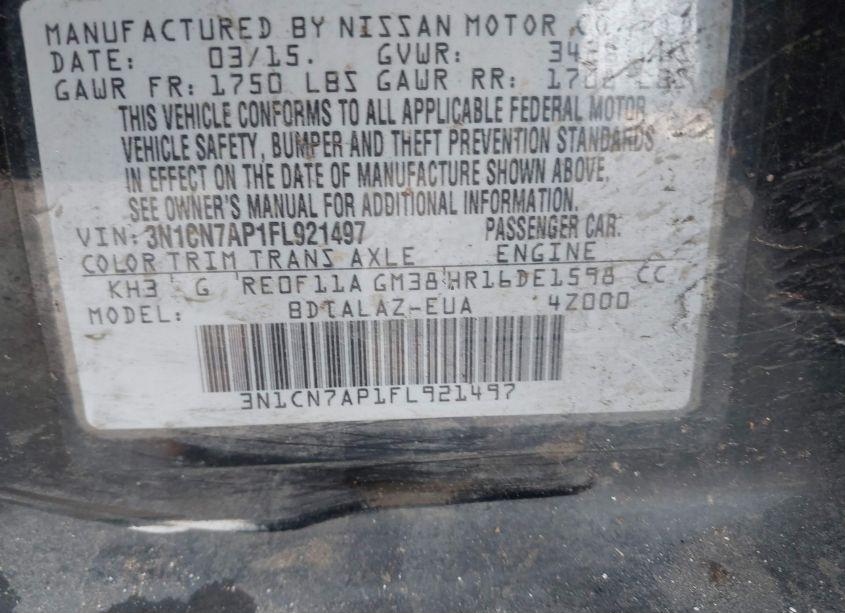 MANUFACTURED BY NISSAN MOTOR CO.
DATE: 03/15. GVWR:
GAWR FR: 1750 LBS GAWR RR: LBS
THIS VEHICLE CONFORMS TO ALL APPLICABLE FEDERAL MOTOR
VEHICLE SAFETY, BUMPER AND THEFT PREVENTION STANDARDS
IN EFFECT ON THE DATE OF MANUFACTURE SHOWN ABOVE.
SEE OWNER'S MANUAL FOR ADDITIONAL INFORMATION.
VIN: 3N1CN7AP1FL921497 PASSENGER CAR.
COLOR TRIM TRANS AXLE ENGINE
KH3 G RE0F11A GM38 HR16DE1598 CC
MODEL: BDTALAZ-EUA 4Z000
3N1CN7AP1FL921497